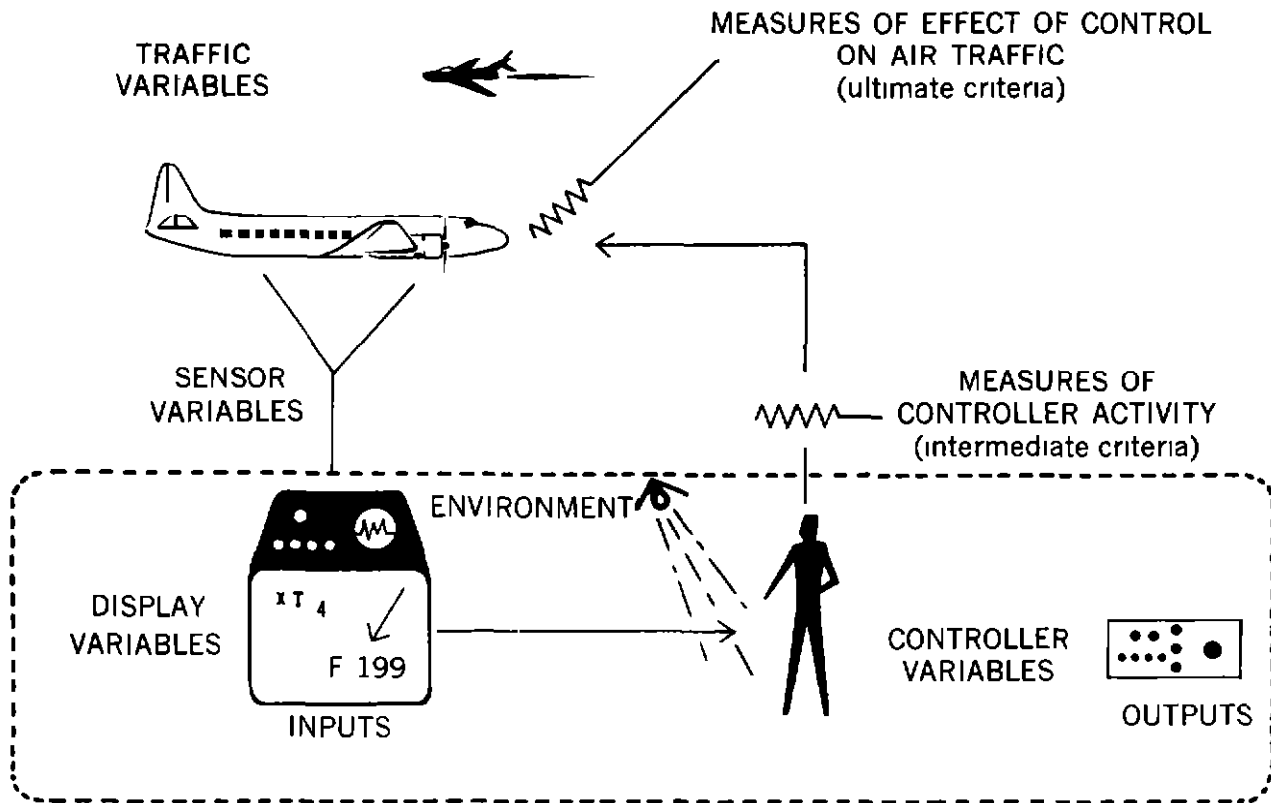 TRAFFIC
VARIABLES
MEASURES OF EFFECT OF CONTROL
ON AIR TRAFFIC
(ultimate criteria)
SENSOR
VARIABLES
MEASURES OF
CONTROLLER ACTIVITY
(intermediate criteria)
ENVIRONMENT
DISPLAY
VARIABLES
X T 4
F 199
INPUTS
CONTROLLER
VARIABLES
OUTPUTS